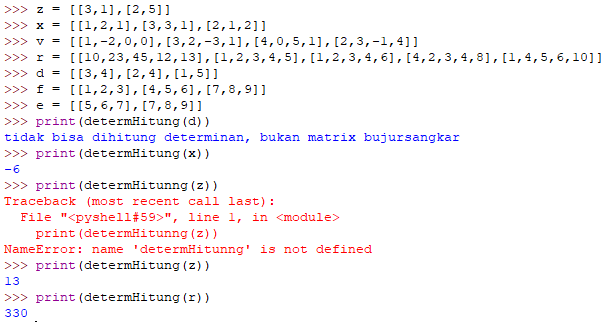 >>> z = [[3,1],[2,5]]
>>> x = [[1,2,1],[3,3,1],[2,1,2]]
>>> v = [[1,-2,0,0],[3,2,-3,1],[4,0,5,1],[2,3,-1,4]]
>>> r = [[10,23,45,12,13],[1,2,3,4,5],[1,2,3,4,6],[4,2,3,4,8],[1,4,5,6,10]]
>>> d = [[3,4],[2,4],[1,5]]
>>> f = [[1,2,3],[4,5,6],[7,8,9]]
>>> e = [[5,6,7],[7,8,9]]
>>> print(determHitung(d))
tidak bisa dihitung determinan, bukan matrix bujursangkar
>>> print(determHitung(x))
-6
>>> print(determHitunng(z))
Traceback (most recent call last):
  File "<pyshell#59>", line 1, in <module>
    print(determHitunng(z))
NameError: name 'determHitunng' is not defined
>>> print(determHitung(z))
13
>>> print(determHitung(r))
330